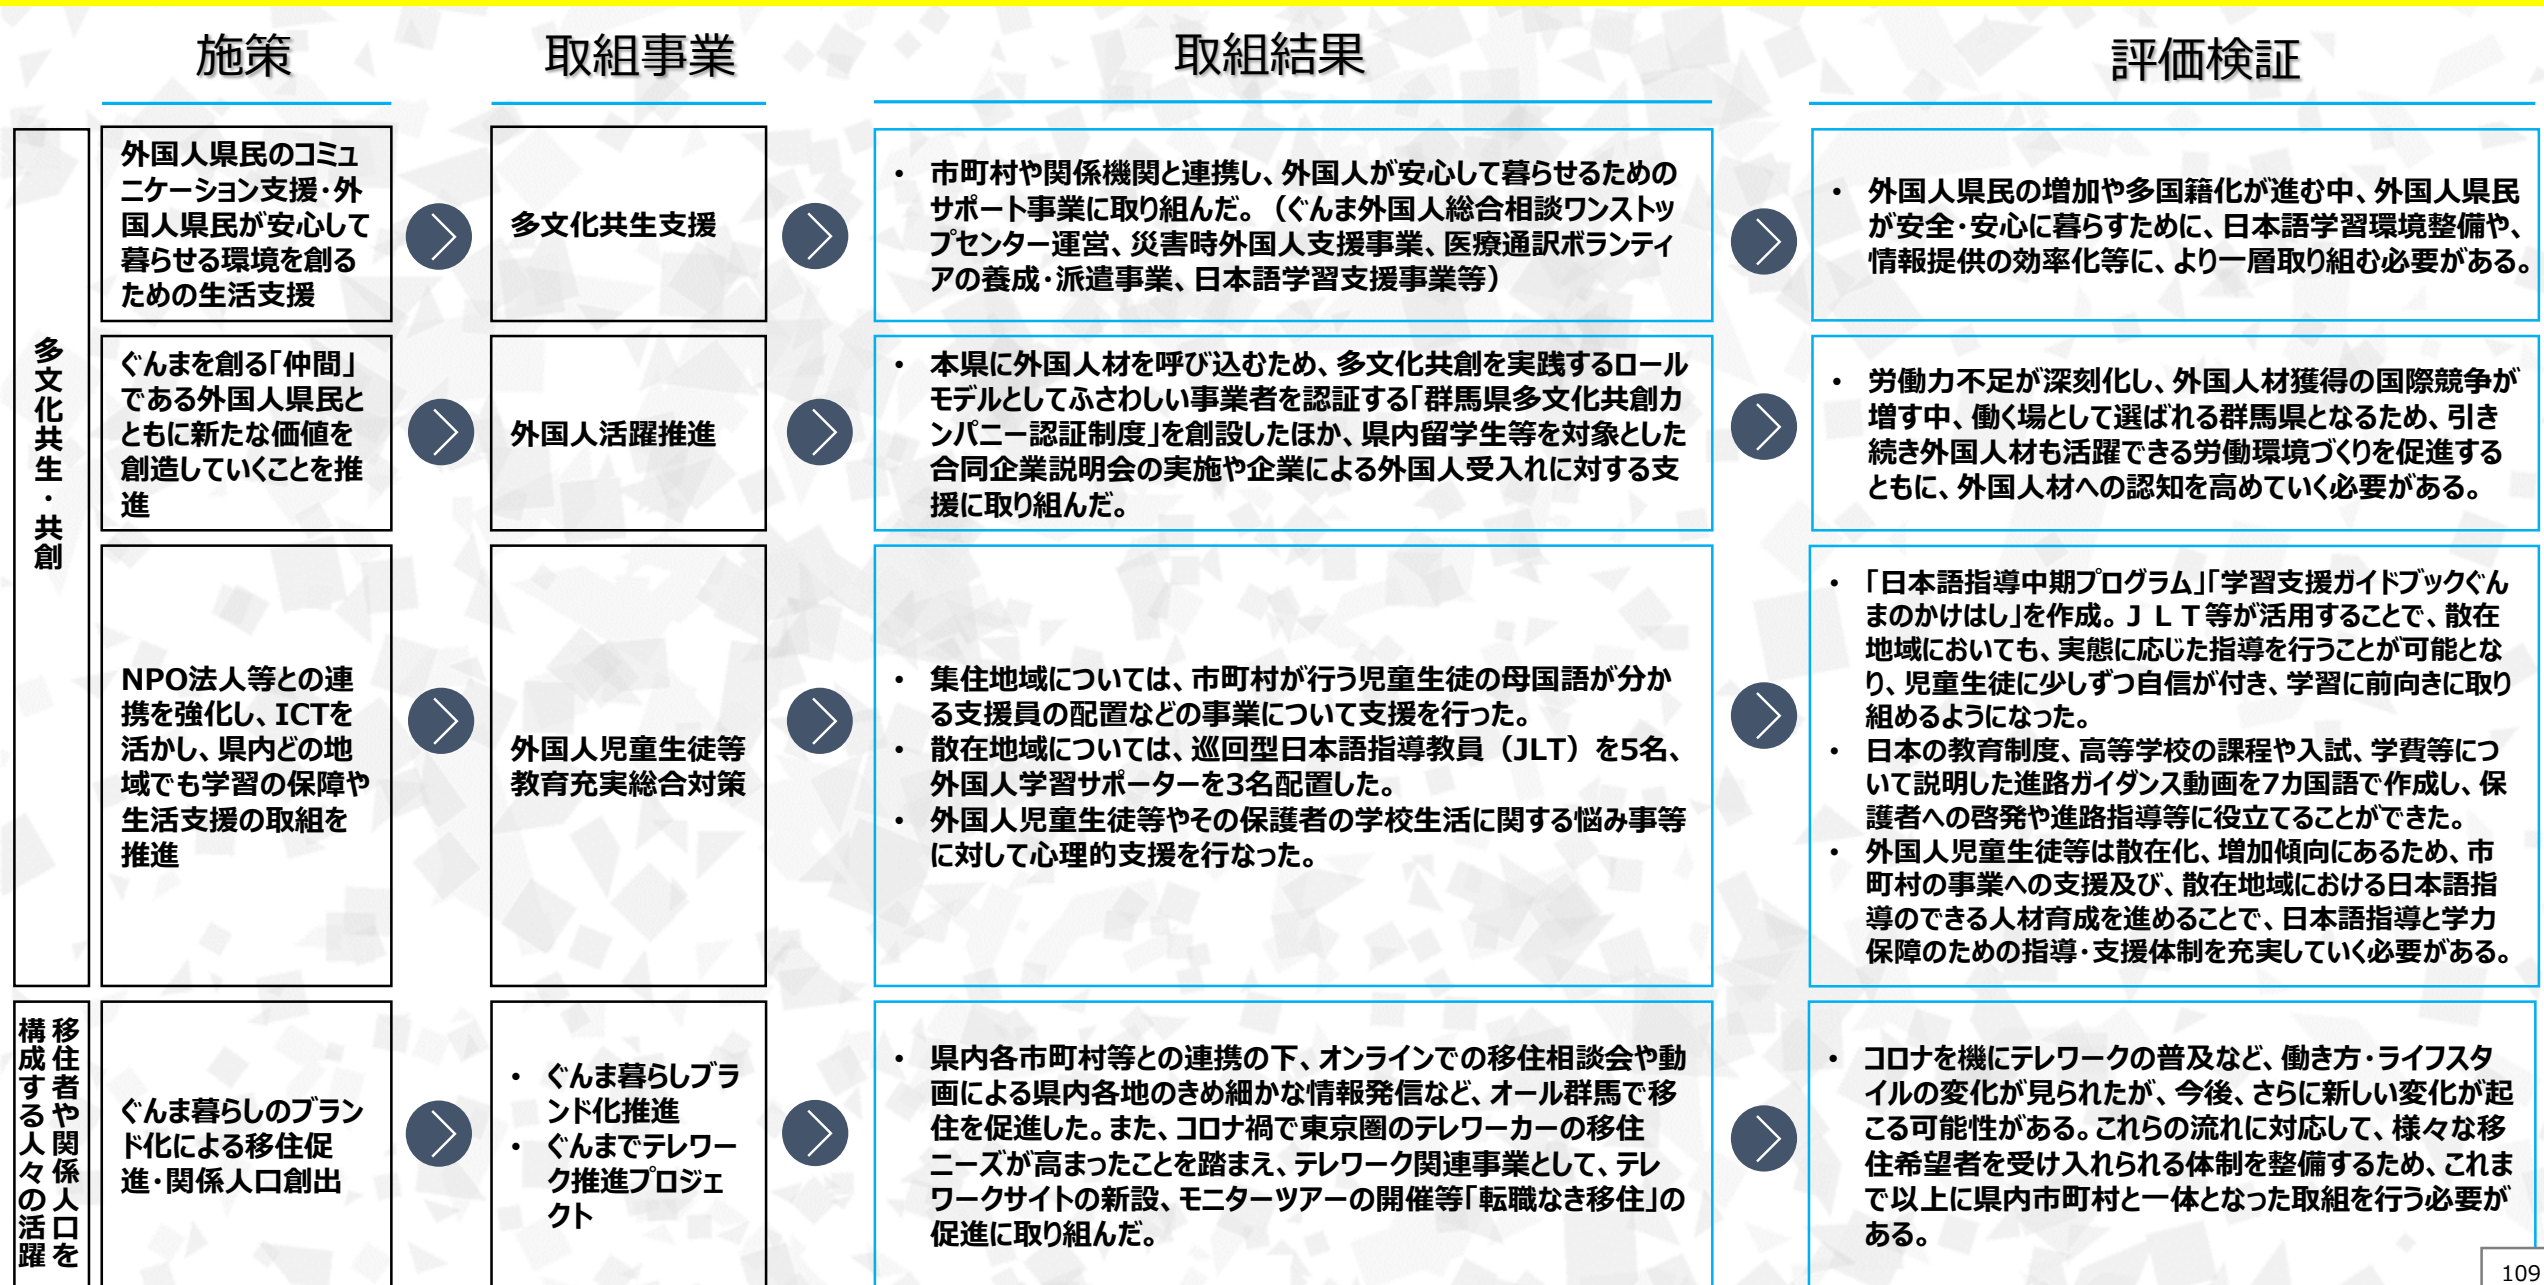 施策
取組事業
取組結果
評価検証
多文化共生・共創
外国人県民のコミュ
ニケーション支援・外
国人県民が安心して
暮らせる環境を創る
ための生活支援
多文化共生支援
• 市町村や関係機関と連携し、外国人が安心して暮らせるための
サポート事業に取り組んだ。（ぐんま外国人総合相談ワンストッ
プセンター運営、災害時外国人支援事業、医療通訳ボランティ
アの養成・派遣事業、日本語学習支援事業等）
• 外国人県民の増加や多国籍化が進む中、外国人県民
が安全・安心に暮らすために、日本語学習環境整備や、
情報提供の効率化等に、より一層取り組む必要がある。
ぐんまを創る「仲間」
である外国人県民と
ともに新たな価値を
創造していくことを推
進
外国人活躍推進
• 本県に外国人材を呼び込むため、多文化共創を実践するロール
モデルとしてふさわしい事業者を認証する「群馬県多文化共創カ
ンパニー認証制度」を創設したほか、県内留学生等を対象とした
合同企業説明会の実施や企業による外国人受入れに対する支
援に取り組んだ。
• 労働力不足が深刻化し、外国人材獲得の国際競争が
増す中、働く場として選ばれる群馬県となるため、引き
続き外国人材も活躍できる労働環境づくりを促進する
ともに、外国人材への認知を高めていく必要がある。
NPO法人等との連
携を強化し、ICTを
活かし、県内どの地
域でも学習の保障や
生活支援の取組を
推進
外国人児童生徒等
教育充実総合対策
• 集住地域については、市町村が行う児童生徒の母国語が分か
る支援員の配置などの事業について支援を行った。
• 散在地域については、巡回型日本語指導教員（JLT）を5名、
外国人学習サポーターを3名配置した。
• 外国人児童生徒等やその保護者の学校生活に関する悩み事等
に対して心理的支援を行なった。
• 「日本語指導中期プログラム」「学習支援ガイドブックぐん
まのかけはし」を作成。ＪＬＴ等が活用することで、散在
地域においても、実態に応じた指導を行うことが可能とな
り、児童生徒に少しずつ自信が付き、学習に前向きに取り
組めるようになった。
• 日本の教育制度、高等学校の課程や入試、学費等につ
いて説明した進路ガイダンス動画を7カ国語で作成し、保
護者への啓発や進路指導等に役立てることができた。
• 外国人児童生徒等は散在化、増加傾向にあるため、市
町村の事業への支援及び、散在地域における日本語指
導のできる人材育成を進めることで、日本語指導と学力
保障のための指導・支援体制を充実していく必要がある。
移住者や関係人口を
構成する人々の活躍
ぐんま暮らしのブラン
ド化による移住促
進・関係人口創出
• ぐんま暮らしブラ
ンド化推進
• ぐんまでテレワー
ク推進プロジェ
クト
• 県内各市町村等との連携の下、オンラインでの移住相談会や動
画による県内各地のきめ細かな情報発信など、オール群馬で移
住を促進した。また、コロナ禍で東京圏のテレワーカーの移住
ニーズが高まったことを踏まえ、テレワーク関連事業として、テレ
ワークサイトの新設、モニターツアーの開催等「転職なき移住」の
促進に取り組んだ。
• コロナを機にテレワークの普及など、働き方・ライフスタ
イルの変化が見られたが、今後、さらに新しい変化が起
こる可能性がある。これらの流れに対応して、様々な移
住希望者を受け入れられる体制を整備するため、これま
で以上に県内市町村と一体となった取組を行う必要が
ある。
109